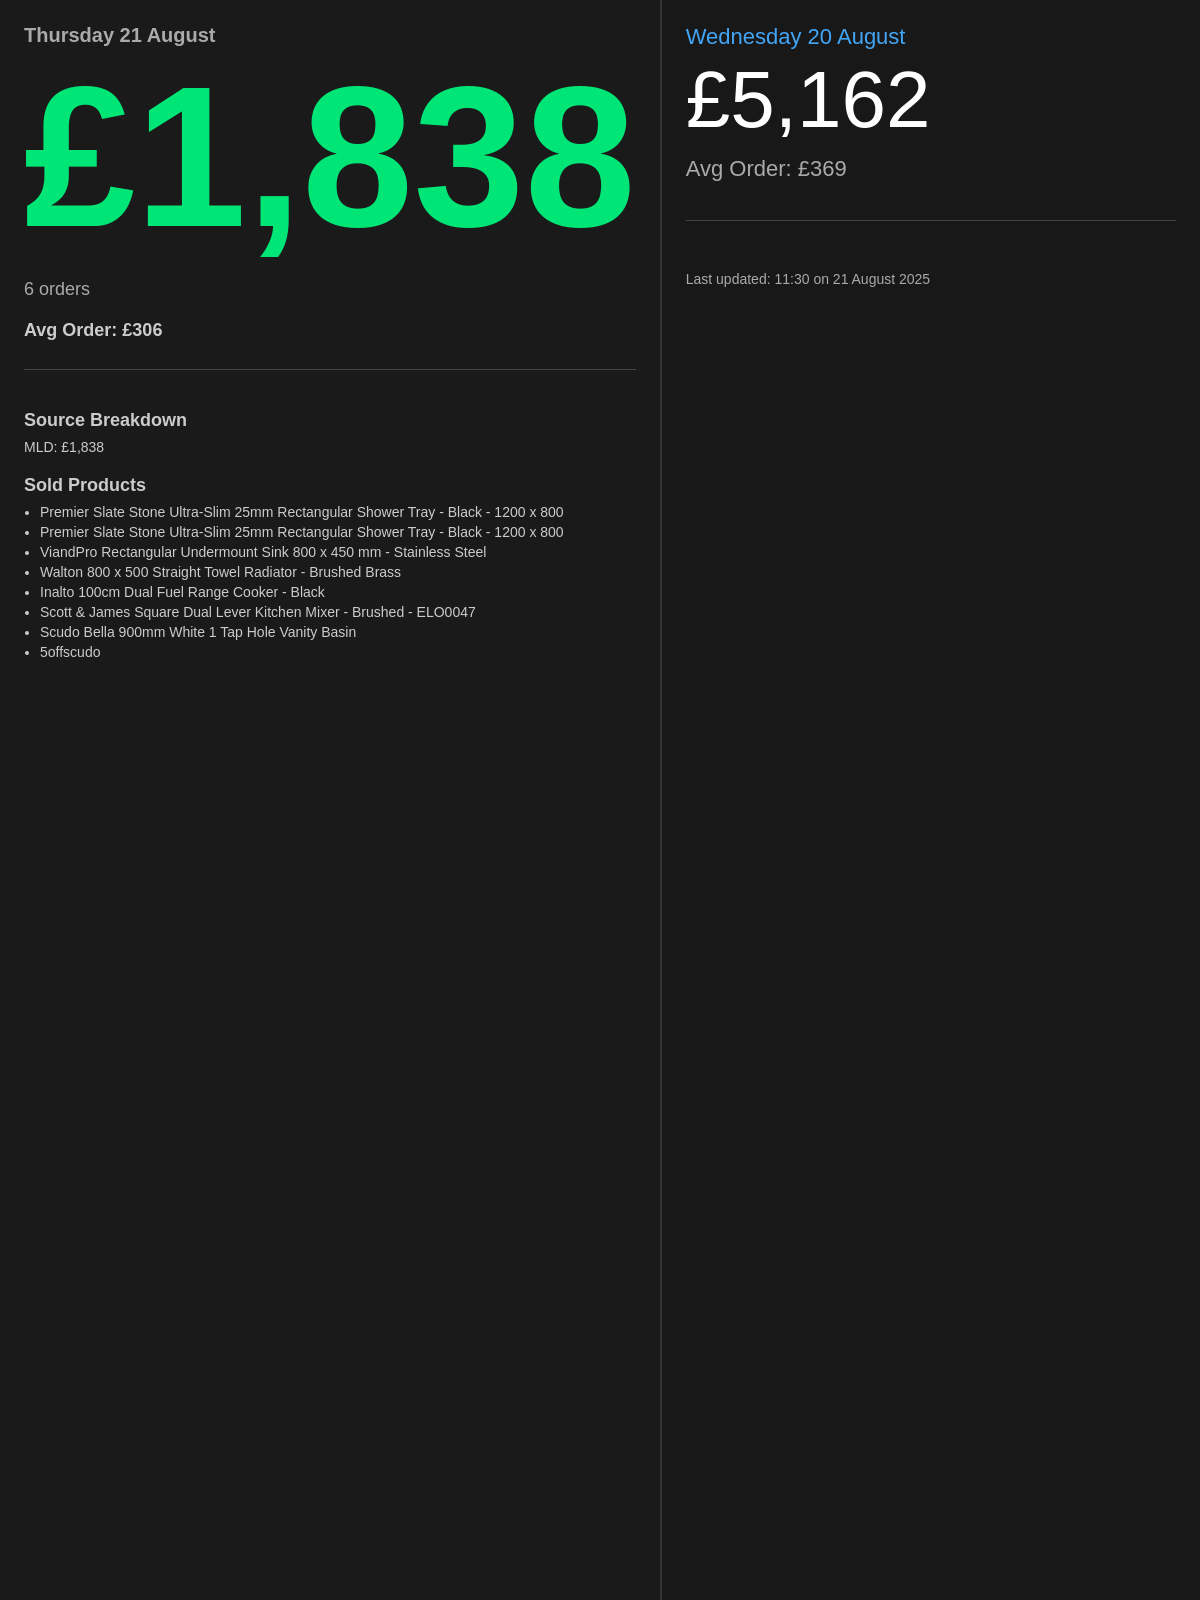 Thursday 21 August
£1,838
6 orders
Avg Order: £306
Source Breakdown
MLD: £1,838
Sold Products
• Premier Slate Stone Ultra-Slim 25mm Rectangular Shower Tray - Black - 1200 x 800
• Premier Slate Stone Ultra-Slim 25mm Rectangular Shower Tray - Black - 1200 x 800
• ViandPro Rectangular Undermount Sink 800 x 450 mm - Stainless Steel
• Walton 800 x 500 Straight Towel Radiator - Brushed Brass
• Inalto 100cm Dual Fuel Range Cooker - Black
• Scott & James Square Dual Lever Kitchen Mixer - Brushed - ELO0047
• Scudo Bella 900mm White 1 Tap Hole Vanity Basin
• 5offscudo
Wednesday 20 August
£5,162
Avg Order: £369
Last updated: 11:30 on 21 August 2025